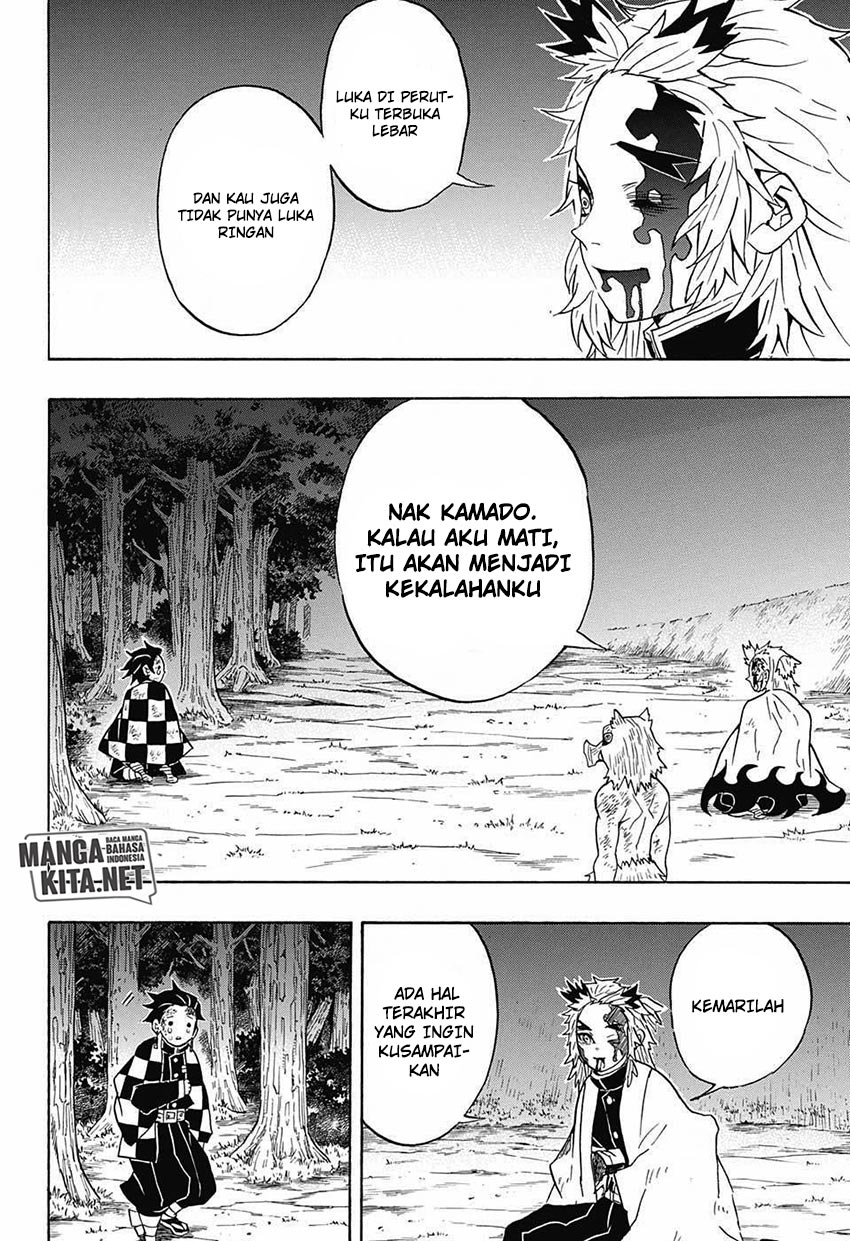 LUKA DI PERUT-
KU TERBUKA
LEBAR
DAN KAU JUGA
TIDAK PUNYA LUKA
RINGAN
NAK KAMADO.
KALAU AKU MATI,
ITU AKAN MENJADI
KEKALAHANKU
MANGA
BACA MANGA
BAHASA
INDONESIA
KITA.NET
KEMARILAH
ADA HAL
TERAKHIR
YANG INGIN
KUSAMPAI-
KAN